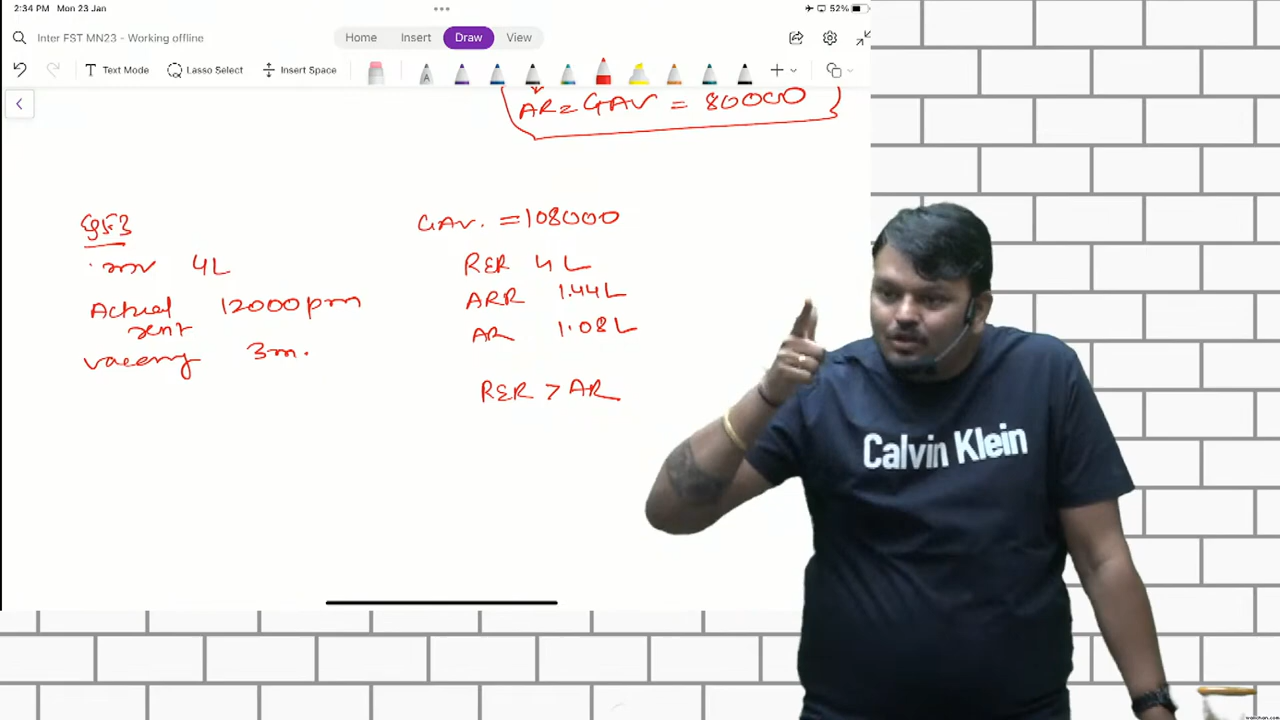 2:34 PM Mon 23 Jan
52%
Inter FST MN23 - Working offline
Home Insert Draw View
Text Mode Lasso Select Insert Space
AR = GAV = 80000
GAV. = 108000
mv 4L
RER 4L
Actual rent 12000 pm
ARR 1.44L
AR 1.08L
3m.
RER > AR
Calvin Klein